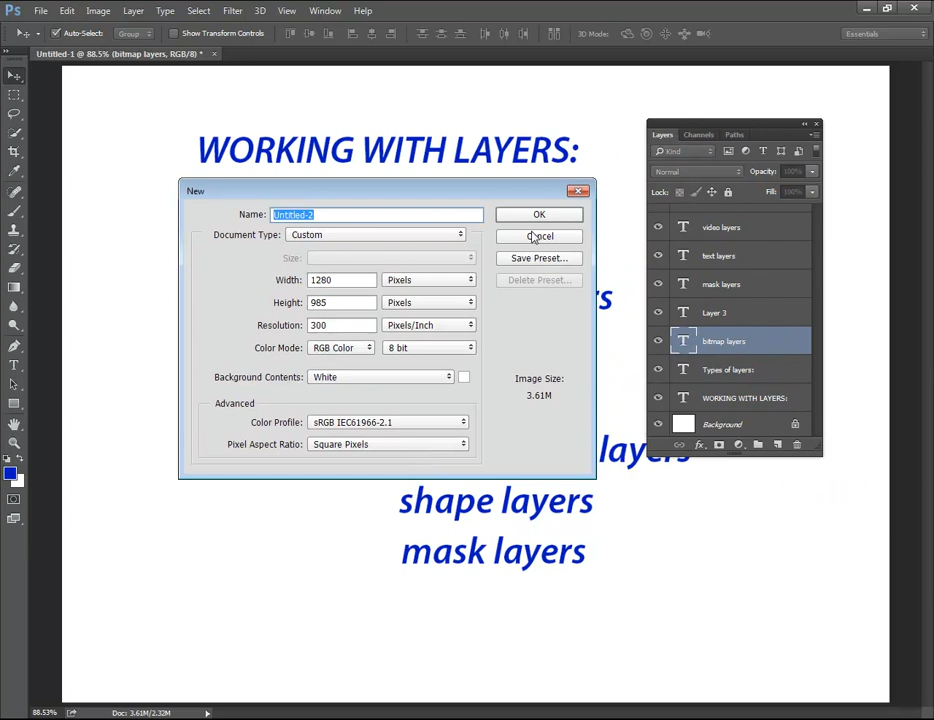 Ps File Edit Image Layer Type Select Filter 3D View Window Help
Auto-Select: Group Show Transform Controls 3D Mode: Essentials
Untitled-1 @ 88.5% (bitmap layers, RGB/8) *
WORKING WITH LAYERS:
New
Name: Untitled-2 OK
Document Type: Custom Cancel
Size: Save Preset...
Width: 1280 Pixels Delete Preset...
Height: 985 Pixels
Resolution: 300 Pixels/Inch
Color Mode: RGB Color 8 bit
Background Contents: White
Image Size:
3.61M
Advanced
Color Profile: sRGB IEC61966-2.1
Pixel Aspect Ratio: Square Pixels
rs
layers
shape layers
mask layers
Layers Channels Paths
Kind
Normal Opacity: 100%
Lock: Fill: 100%
T video layers
T text layers
T mask layers
T Layer 3
T bitmap layers
T Types of layers:
T WORKING WITH LAYERS:
Background
fx
88.53% Doc: 3.61M/2.32M